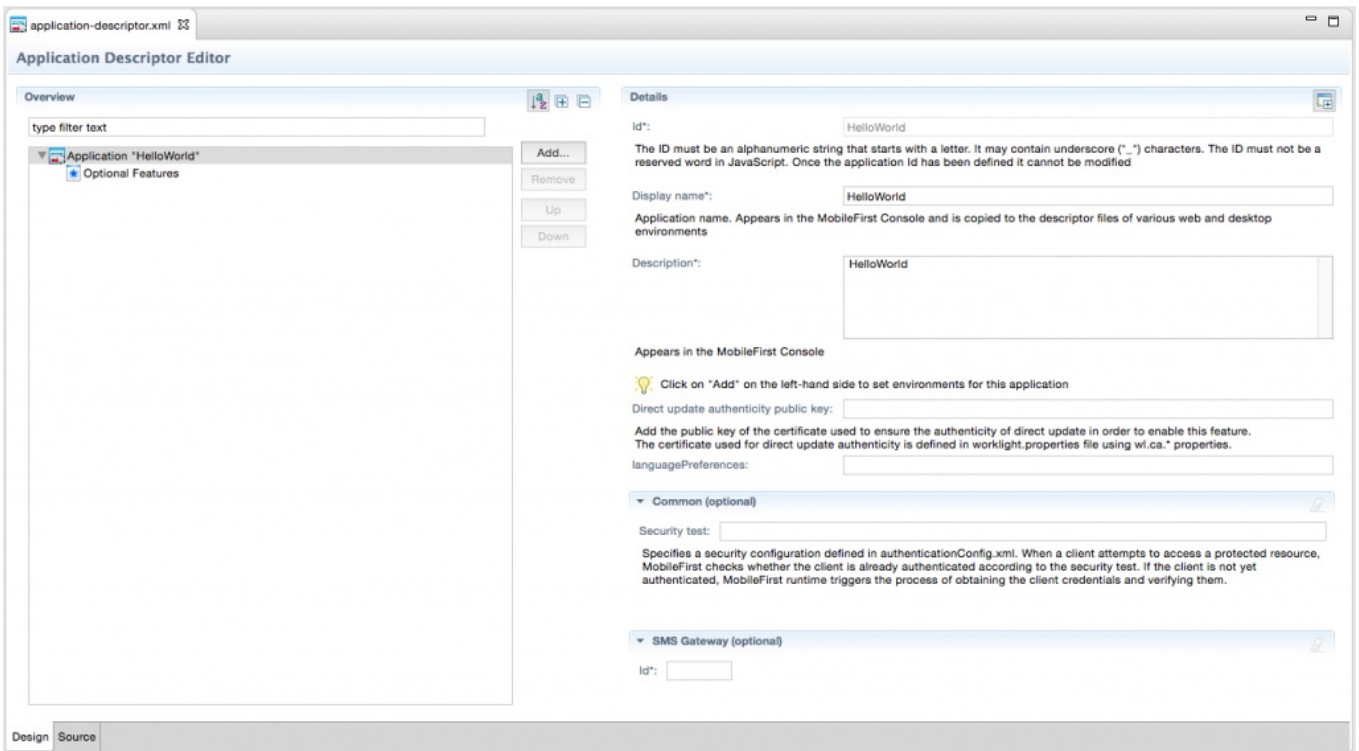 application-descriptor.xml
Application Descriptor Editor
Overview
type filter text
Application "HelloWorld"
Optional Features
Add...
Remove
Up
Down
Details
Id*:
HelloWorld
The ID must be an alphanumeric string that starts with a letter. It may contain underscore ("_") characters. The ID must not be a
reserved word in JavaScript. Once the application Id has been defined it cannot be modified
Display name*:
HelloWorld
Application name. Appears in the MobileFirst Console and is copied to the descriptor files of various web and desktop
environments
Description*:
HelloWorld
Appears in the MobileFirst Console
Click on "Add" on the left-hand side to set environments for this application
Direct update authenticity public key:
Add the public key of the certificate used to ensure the authenticity of direct update in order to enable this feature.
The certificate used for direct update authenticity is defined in worklight.properties file using wl.ca.* properties.
languagePreferences:
Common (optional)
Security test:
Specifies a security configuration defined in authenticationConfig.xml. When a client attempts to access a protected resource,
MobileFirst checks whether the client is already authenticated according to the security test. If the client is not yet
authenticated, MobileFirst runtime triggers the process of obtaining the client credentials and verifying them.
SMS Gateway (optional)
Id*:
Design Source